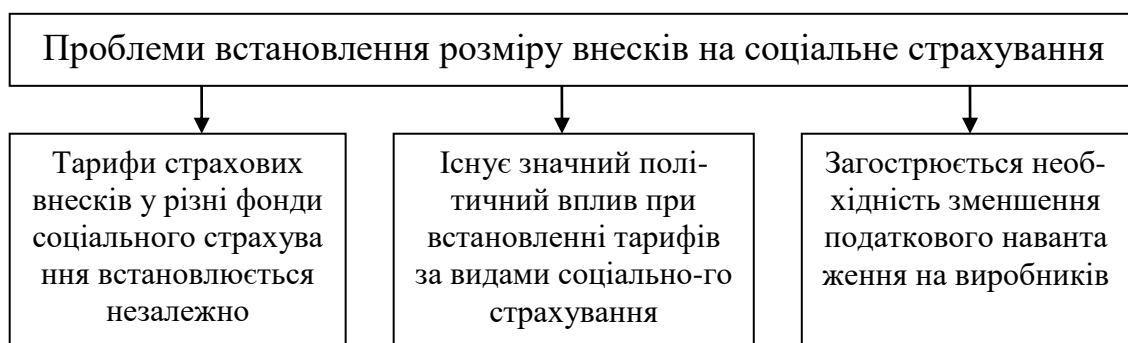 Проблеми встановлення розміру внесків на соціальне страхування
Тарифи страхових
внесків у різні фонди
соціального страхува
ння встановлюється
незалежно
Існує значний полі-
тичний вплив при
встановленні тарифів
за видами соціально-го
страхування
Загострюється необ-
хідність зменшення
податкового наванта
ження на виробників